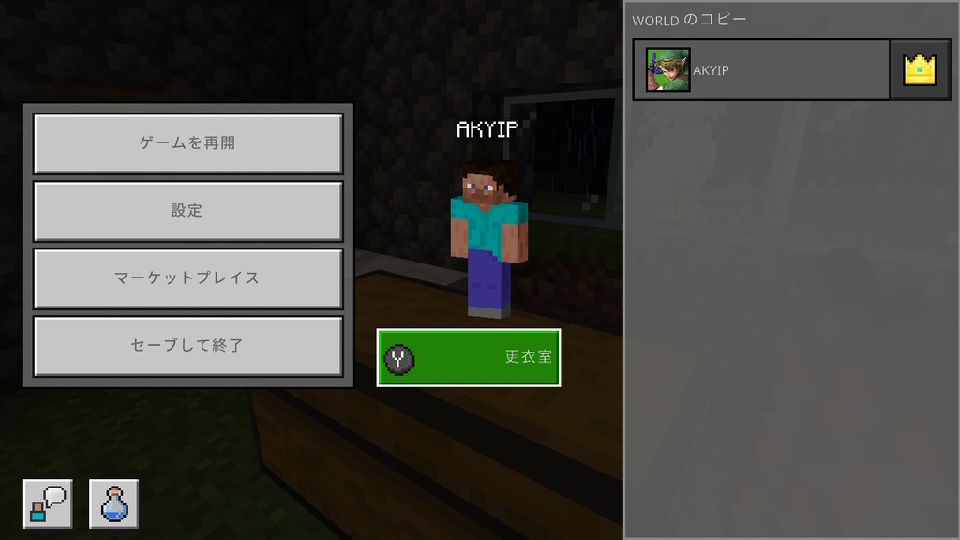 WORLD のコピー
AKYIP
AKYIP
ゲームを再開
設定
マーケットプレイス
セーブして終了
Y 更衣室